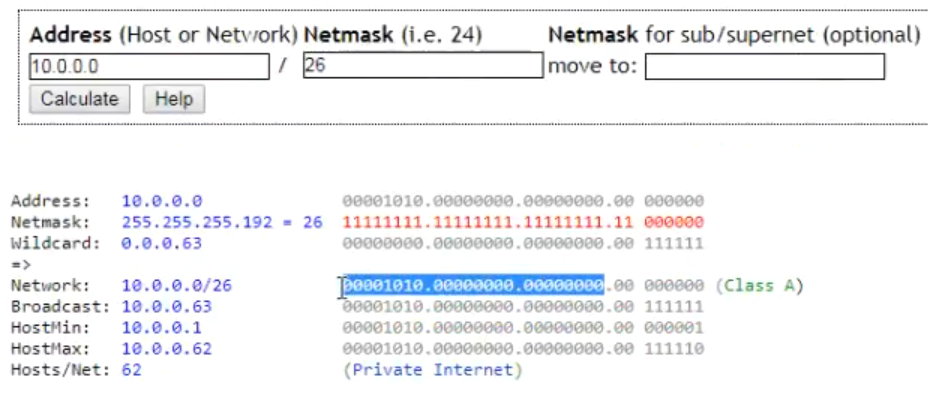 Address (Host or Network) Netmask (i.e. 24) Netmask for sub/supernet (optional)
10.0.0.0 / 26 move to:
Calculate Help
Address: 10.0.0.0 00001010.00000000.00000000.00 000000
Netmask: 255.255.255.192 = 26 11111111.11111111.11111111.11 000000
Wildcard: 0.0.0.63 00000000.00000000.00000000.00 111111
=>
Network: 10.0.0.0/26 00001010.00000000.00000000.00 000000 (Class A)
Broadcast: 10.0.0.63 00001010.00000000.00000000.00 111111
HostMin: 10.0.0.1 00001010.00000000.00000000.00 000001
HostMax: 10.0.0.62 00001010.00000000.00000000.00 111110
Hosts/Net: 62 (Private Internet)